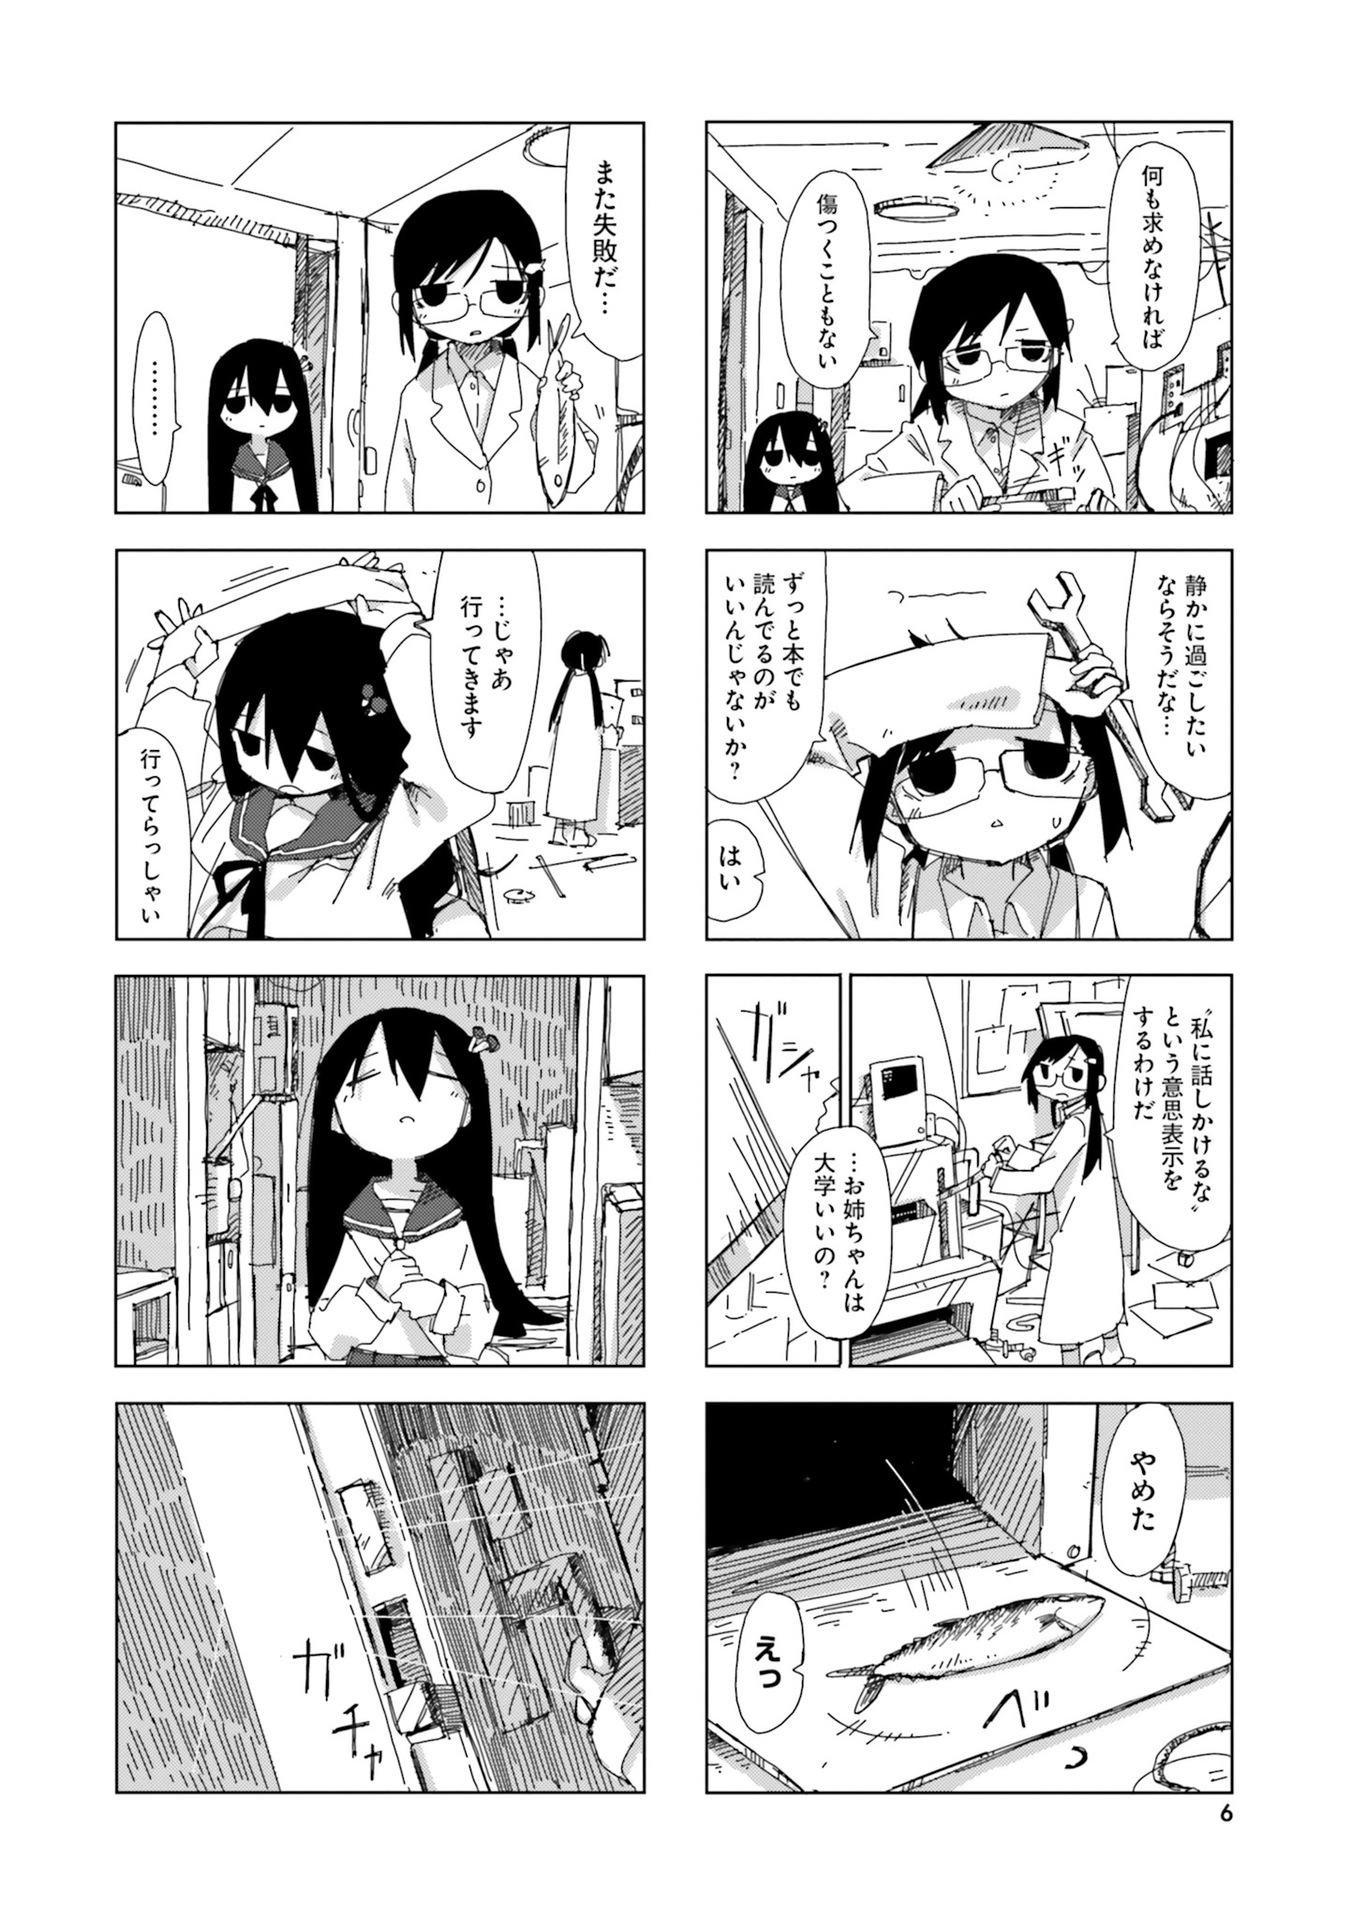 何も求めなければ
傷つくこともない
ギギ
静かに過ごしたい
ならそうだな…
ずっと本でも
読んでるのが
いいんじゃないか？
はい
〝私に話しかけるな〟
という意思表示を
するわけだ
…お姉ちゃんは
大学いいの？
ガシャ
やめた
えっ
べっ
また失敗だ…
………
…じゃあ
行ってきます
行ってらっしゃい
ガチャ
6